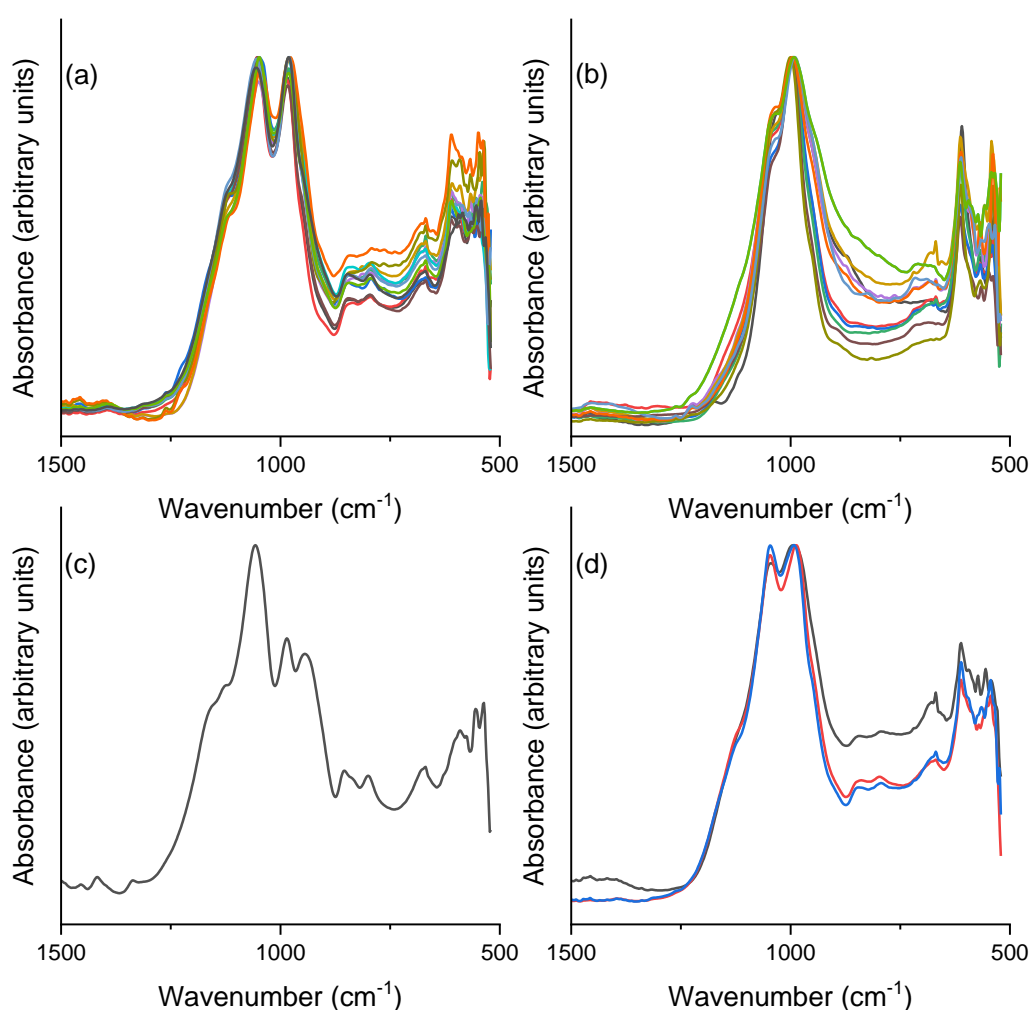 (a)
Absorbance (arbitrary units)
1500 1000 500
Wavenumber (cm⁻¹)
(b)
Absorbance (arbitrary units)
1500 1000 500
Wavenumber (cm⁻¹)
(c)
Absorbance (arbitrary units)
1500 1000 500
Wavenumber (cm⁻¹)
(d)
Absorbance (arbitrary units)
1500 1000 500
Wavenumber (cm⁻¹)